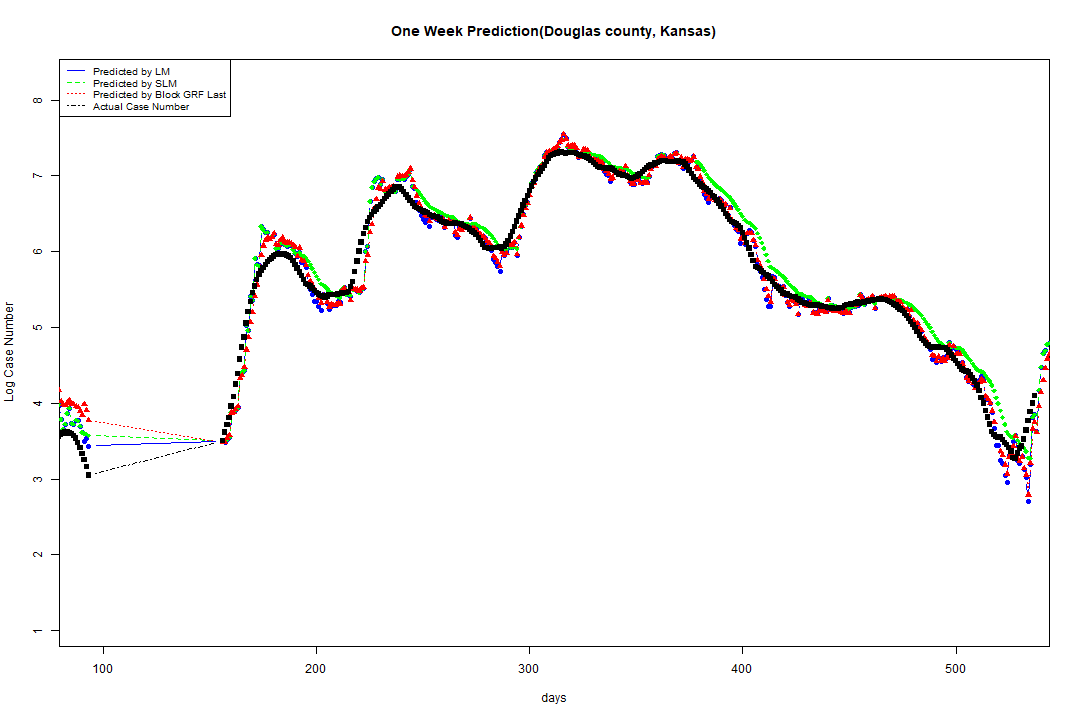 One Week Prediction(Douglas county, Kansas)
Predicted by LM
Predicted by SLM
Predicted by Block GRF Last
Actual Case Number
8
7
6
5
4
3
2
1
Log Case Number
100 200 300 400 500
days